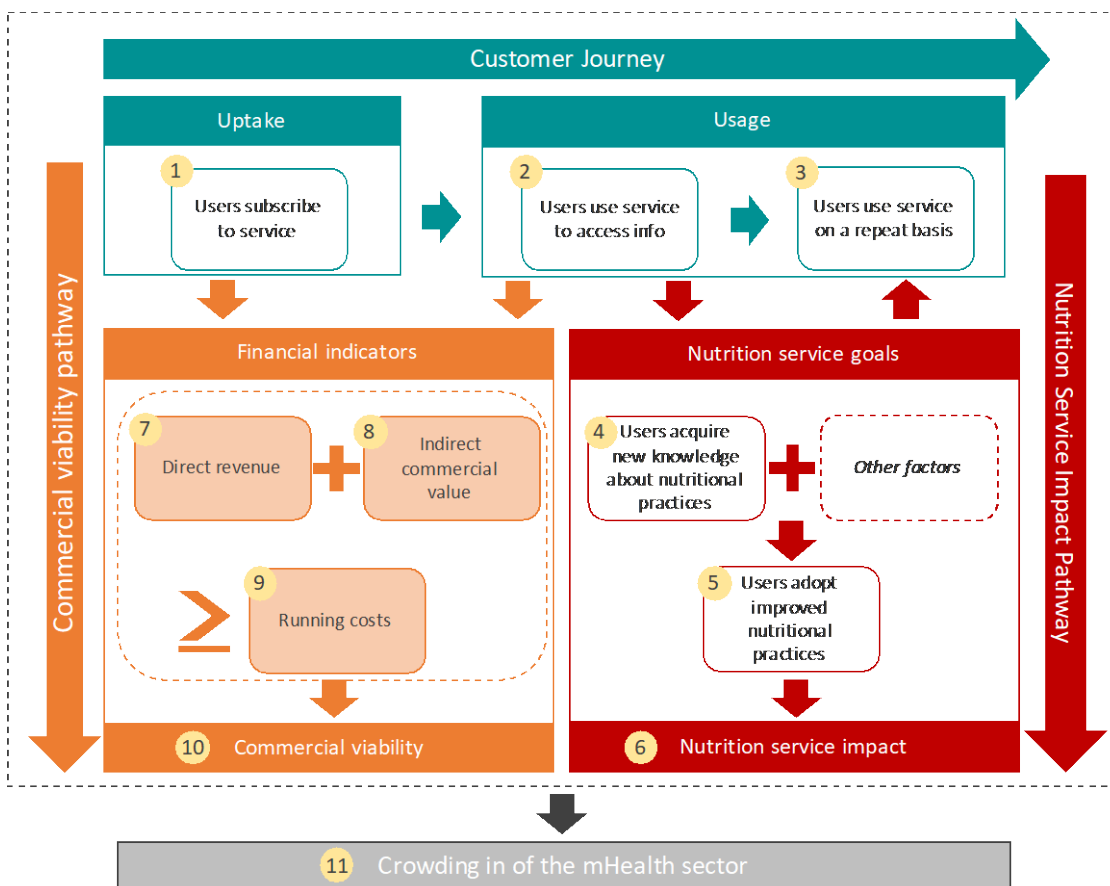 Customer Journey
Uptake
Usage
1
Users subscribe
to service
2
Users use service
to access info
3
Users use service
on a repeat basis
Commercial viability pathway
Nutrition Service Impact Pathway
Financial indicators
7
Direct revenue
+
8
Indirect
commercial
value
≥
9
Running costs
10
Commercial viability
Nutrition service goals
4
Users acquire
new knowledge
about nutritional
practices
+
Other factors
5
Users adopt
improved
nutritional
practices
6
Nutrition service impact
11
Crowding in of the mHealth sector